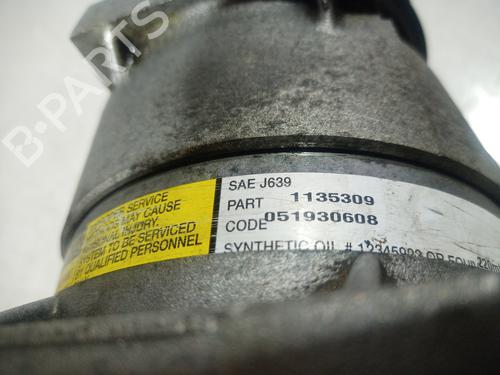 B-PARTS
SERVICE
MAY CAUSE
INJURY.
SYSTEM TO BE SERVICED
BY QUALIFIED PERSONNEL
SAE J639
PART 1135309
CODE 051930608
SYNTHETIC OIL #